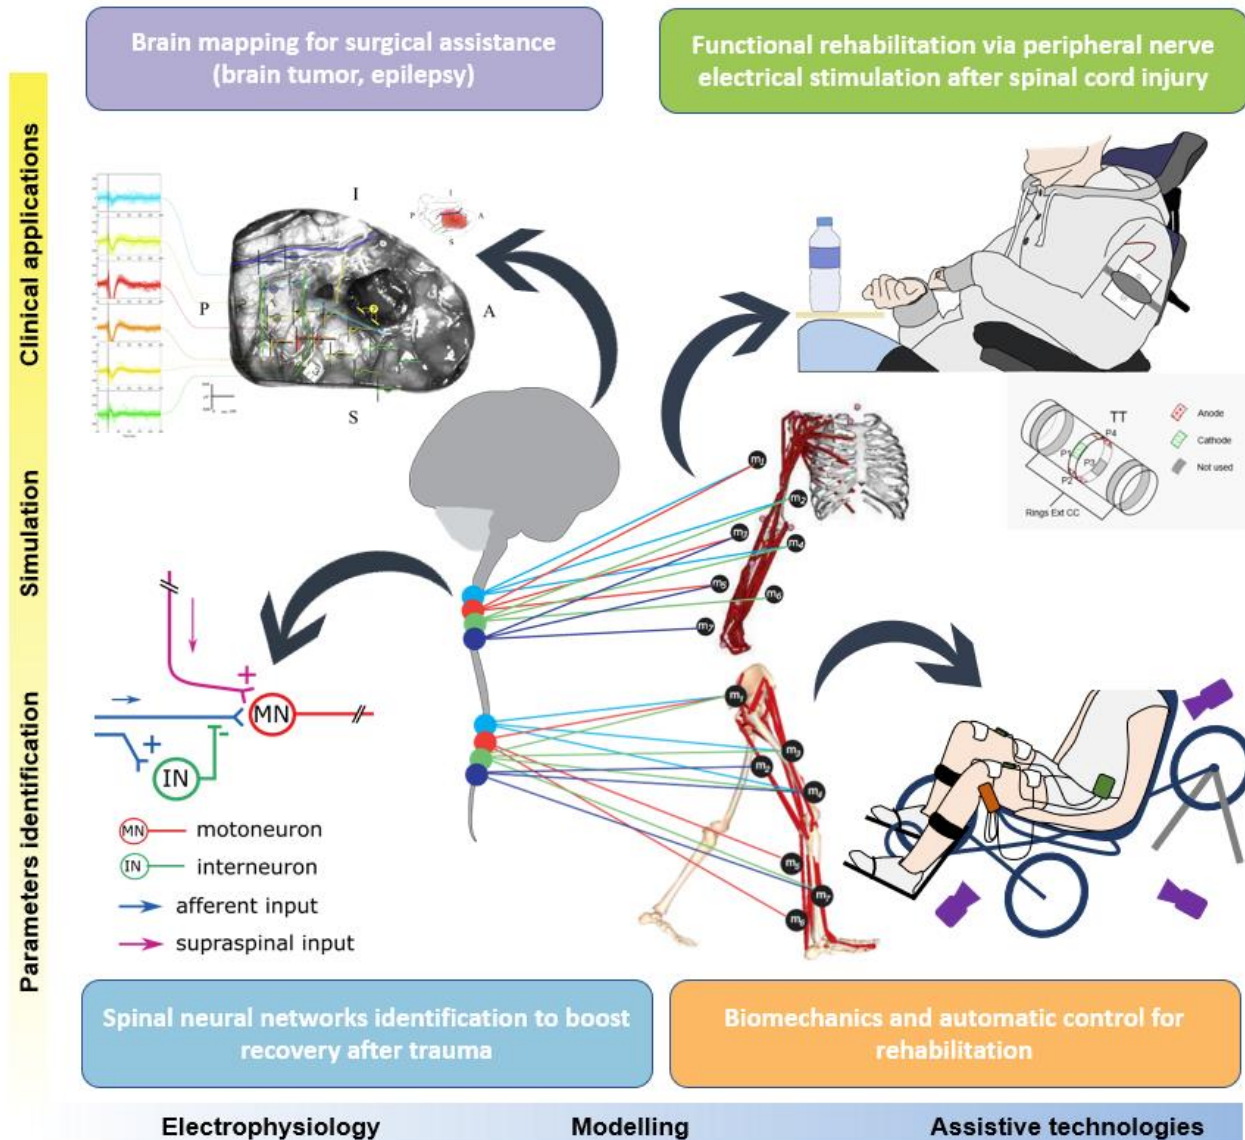 Brain mapping for surgical assistance
(brain tumor, epilepsy)
Functional rehabilitation via peripheral nerve
electrical stimulation after spinal cord injury
Clinical applications
Simulation
Parameters identification
I
P
A
S
I
P
A
S
TT
P4
P1
P3
P2
Rings Ext CC
Anode
Cathode
Not used
m1
m2
m3
m4
m5
m6
m7
m1
m3
m2
m4
m5
m7
m6
+
MN
+
IN
MN motoneuron
IN interneuron
afferent input
supraspinal input
Spinal neural networks identification to boost
recovery after trauma
Biomechanics and automatic control for
rehabilitation
Electrophysiology
Modelling
Assistive technologies